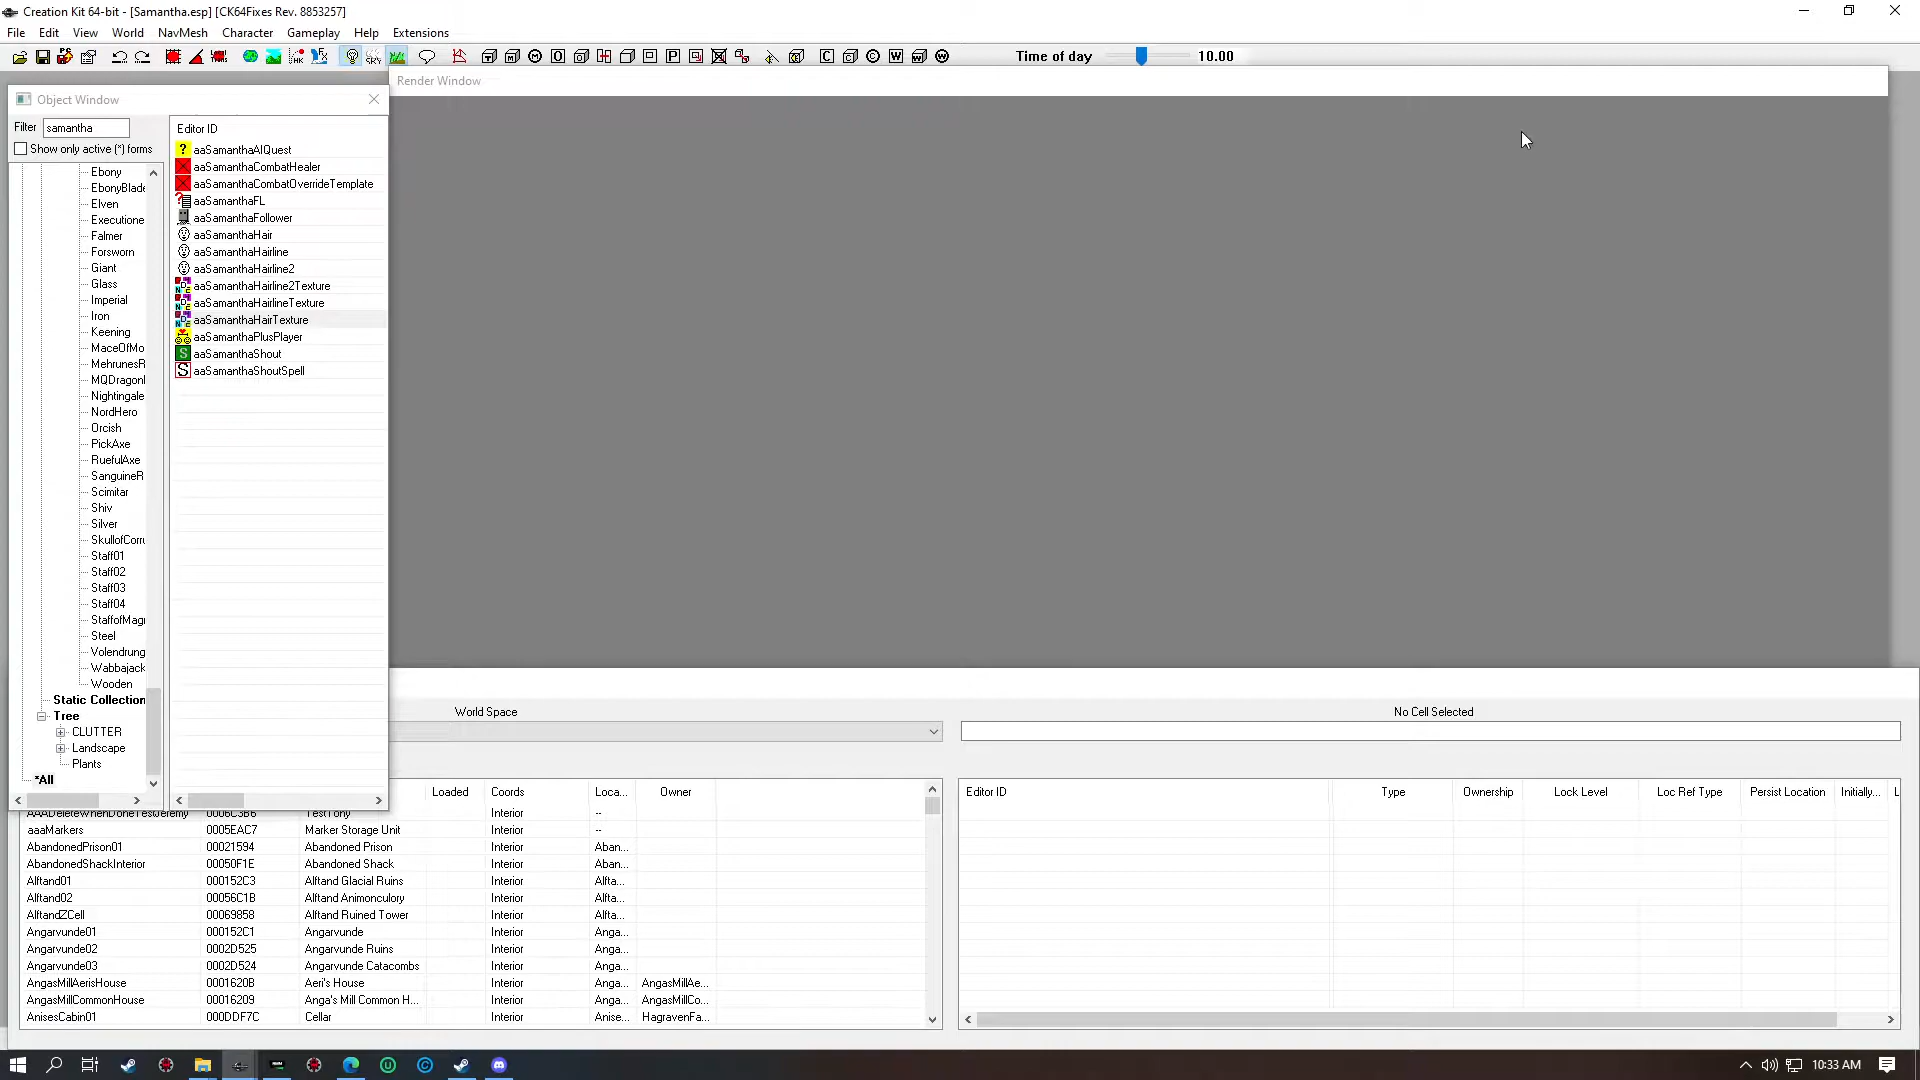 Creation Kit 64-bit - [Samantha.esp] [CK64Fixes Rev. 8853257]
File Edit View World NavMesh Character Gameplay Help Extensions
Time of day 10.00
Render Window
Object Window
Filter samantha
Show only active (*) forms
Ebony
EbonyBlade
Elven
Executione
Falmer
Forsworn
Giant
Glass
Imperial
Iron
Keening
MaceOfMo
MehrunesR
MQDragon
Nightingale
NordHero
Orcish
PickAxe
RuefulAxe
SanguineR
Scimitar
Shiv
Silver
SkullofCorru
Staff01
Staff02
Staff03
Staff04
StaffofMag
Steel
Volendrung
Wabbajack
Wooden
Static Collection
Tree
CLUTTER
Landscape
Plants
*All
Editor ID
aaSamanthaAIQuest
aaSamanthaCombatHealer
aaSamanthaCombatOverrideTemplate
aaSamanthaFL
aaSamanthaFollower
aaSamanthaHair
aaSamanthaHairline
aaSamanthaHairline2
aaSamanthaHairline2Texture
aaSamanthaHairlineTexture
aaSamanthaHairTexture
aaSamanthaPlusPlayer
aaSamanthaShout
aaSamanthaShoutSpell
World Space
Loaded Coords Loca... Owner
AAADeleteWhenDoneTestJeremy 0006C3B6 TestTony Interior --
aaaMarkers 0005EAC7 Marker Storage Unit Interior --
AbandonedPrison01 00021594 Abandoned Prison Interior Aban...
AbandonedShackInterior 00050F1E Abandoned Shack Interior Aban...
Alftand01 000152C3 Alftand Glacial Ruins Interior Alfta...
Alftand02 00056C1B Alftand Animonculory Interior Alfta...
AlftandZCell 00069858 Alftand Ruined Tower Interior Alfta...
Angarvunde01 000152C1 Angarvunde Interior Anga...
Angarvunde02 0002D525 Angarvunde Ruins Interior Anga...
Angarvunde03 0002D524 Angarvunde Catacombs Interior Anga...
AngasMillAerisHouse 0001620B Aeri's House Interior Anga... AngasMillAe...
AngasMillCommonHouse 00016209 Anga's Mill Common H... Interior Anga... AngasMillCo...
AnisesCabin01 000DDF7C Cellar Interior Anise... HagravenFa...
No Cell Selected
Editor ID Type Ownership Lock Level Loc Ref Type Persist Location Initially... L
10:33 AM